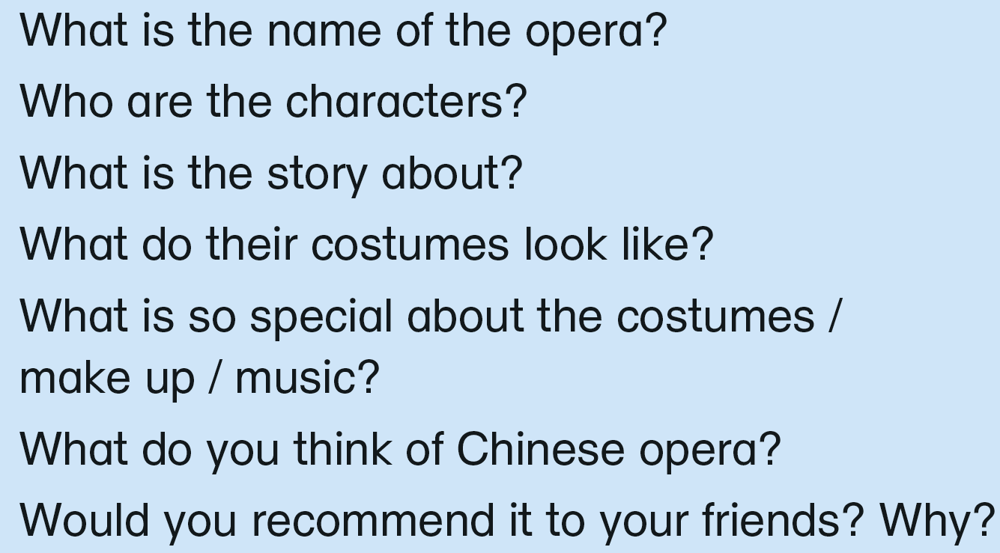 What is the name of the opera?
Who are the characters?
What is the story about?
What do their costumes look like?
What is so special about the costumes /
make up / music?
What do you think of Chinese opera?
Would you recommend it to your friends? Why?